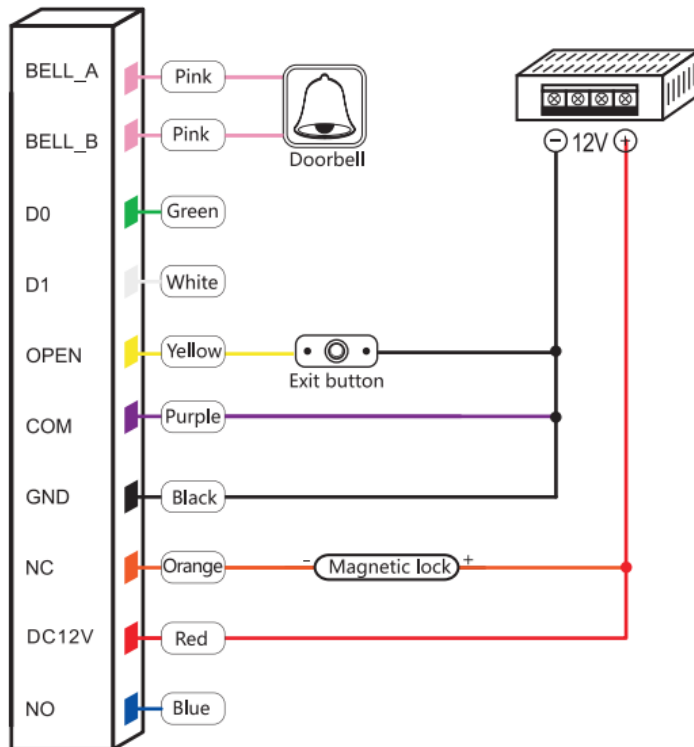 BELL_A Pink
BELL_B Pink
Doorbell
− 12V +
D0 Green
D1 White
OPEN Yellow
Exit button
COM Purple
GND Black
NC Orange - Magnetic lock +
DC12V Red
NO Blue